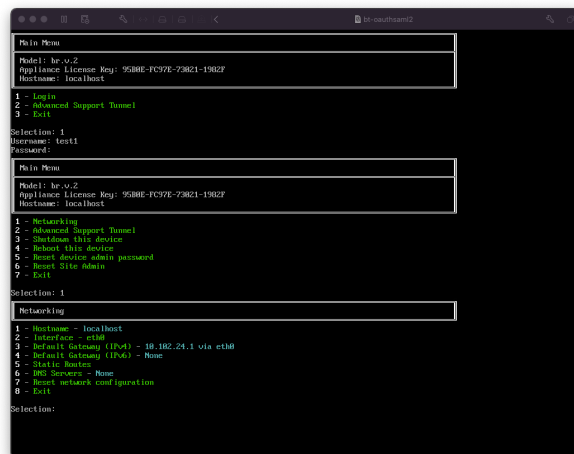 bt-oauthsaml2
Main Menu
Model: br.v.2
Appliance License Key: 95B0E-FC97E-73021-1982F
Hostname: localhost
1 - Login
2 - Advanced Support Tunnel
3 - Exit
Selection: 1
Username: test1
Password:
Main Menu
Model: br.v.2
Appliance License Key: 95B0E-FC97E-73021-1982F
Hostname: localhost
1 - Networking
2 - Advanced Support Tunnel
3 - Shutdown this device
4 - Reboot this device
5 - Reset device admin password
6 - Reset Site Admin
7 - Exit
Selection: 1
Networking
1 - Hostname - localhost
2 - Interface - eth0
3 - Default Gateway (IPv4) - 10.102.24.1 via eth0
4 - Default Gateway (IPv6) - None
5 - Static Routes
6 - DNS Servers - None
7 - Reset network configuration
8 - Exit
Selection: